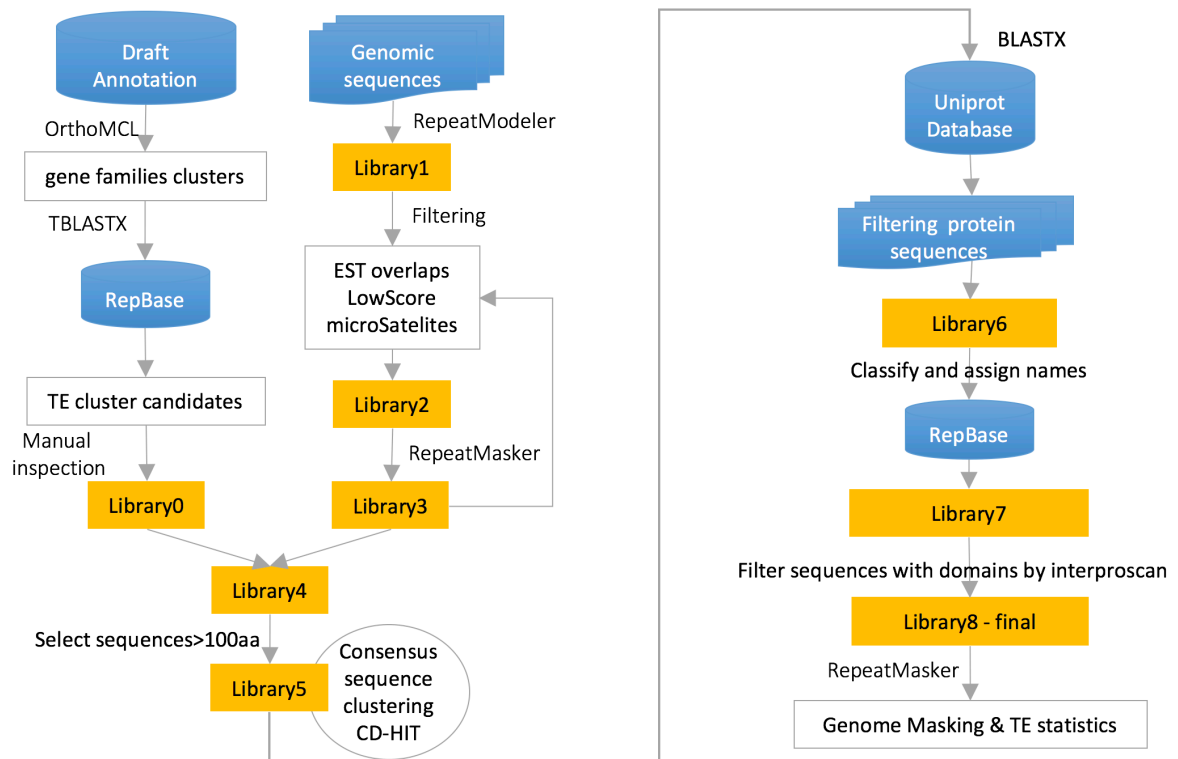 Draft
Annotation
OrthoMCL
gene families clusters
TBLASTX
RepBase
TE cluster candidates
Manual
inspection
Library0
Genomic
sequences
RepeatModeler
Library1
Filtering
EST overlaps
LowScore
microSatelites
Library2
RepeatMasker
Library3
Library4
Select sequences>100aa
Library5
Consensus
sequence
clustering
CD-HIT
BLASTX
Uniprot
Database
Filtering protein
sequences
Library6
Classify and assign names
RepBase
Library7
Filter sequences with domains by interproscan
Library8 - final
RepeatMasker
Genome Masking & TE statistics